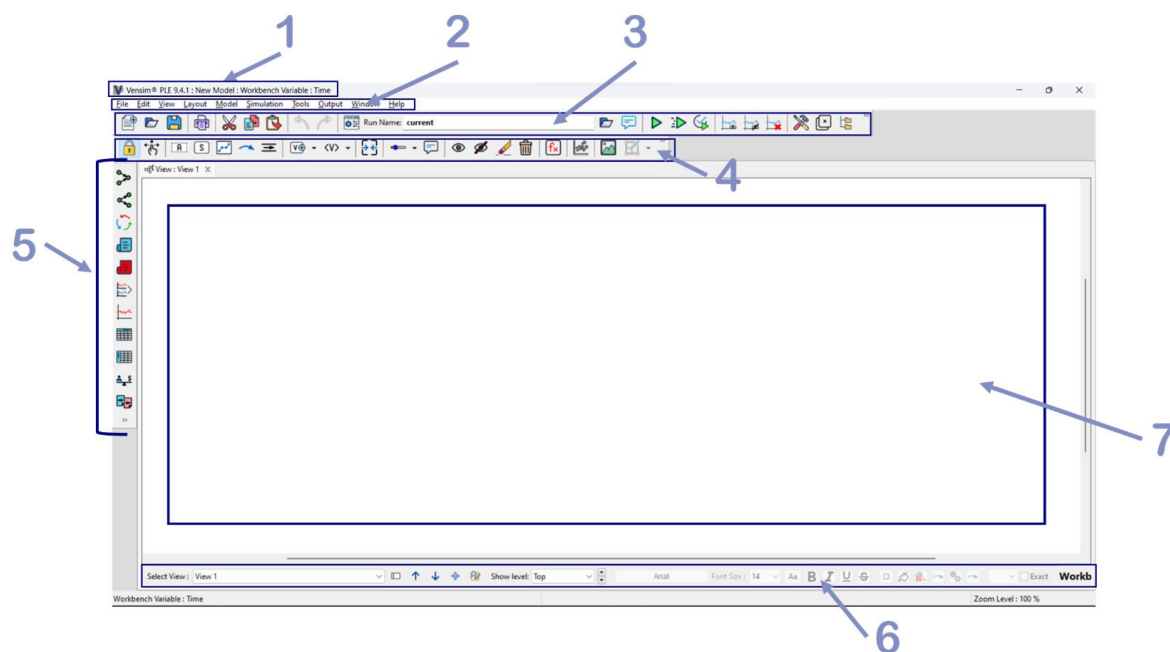 1
2
3
Vensim® PLE 9.4.1 : New Model : Workbench Variable : Time
File Edit View Layout Model Simulation Tools Output Window Help
Run Name: current
A S V <V> fx
4
View : View 1
5
7
Select View : View 1 Show level: Top Arial Font Size : 14 Aa B I U S Exact Workb
Workbench Variable : Time Zoom Level : 100 %
6